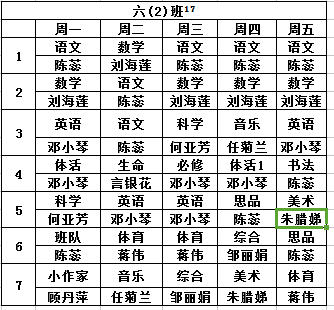 六(2)班17
周一 周二 周三 周四 周五
1 语文 数学 语文 语文 语文
陈蕊 刘海莲 陈蕊 陈蕊 陈蕊
2 数学 语文 数学 数学 数学
刘海莲 陈蕊 刘海莲 刘海莲 刘海莲
3 英语 语文 科学 音乐 英语
邓小琴 陈蕊 何亚芳 任菊兰 邓小琴
4 体活 生命 必修 体活1 书法
邓小琴 言银花 邓小琴 邓小琴 陈蕊
5 科学 英语 英语 思品 美术
何亚芳 邓小琴 邓小琴 陈蕊 朱腊娣
6 班队 体育 体育 综合 思品
陈蕊 蒋伟 蒋伟 邹丽娟 陈蕊
7 小作家 音乐 综合 美术 体育
顾丹萍 任菊兰 邹丽娟 朱腊娣 蒋伟